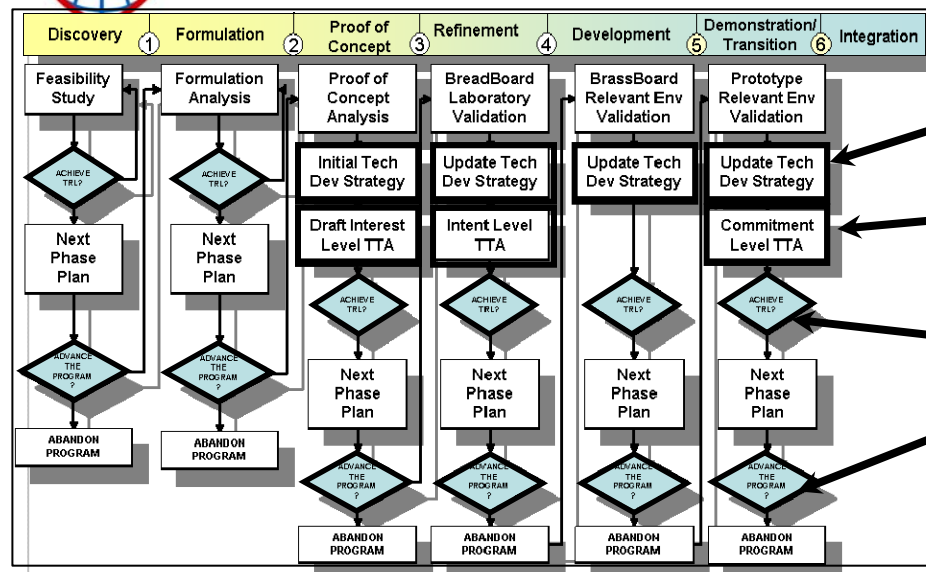 Discovery
1
Formulation
2
Proof of
Concept
3
Refinement
4
Development
5
Demonstration/
Transition
6
Integration
Feasibility
Study
ACHIEVE
TRL?
Next
Phase
Plan
ADVANCE
THE
PROGRAM
?
ABANDON
PROGRAM
Formulation
Analysis
ACHIEVE
TRL?
Next
Phase
Plan
ADVANCE
THE
PROGRAM
?
ABANDON
PROGRAM
Proof of
Concept
Analysis
Initial Tech
Dev Strategy
Draft Interest
Level TTA
ACHIEVE
TRL?
Next
Phase
Plan
ADVANCE
THE
PROGRAM
?
ABANDON
PROGRAM
BreadBoard
Laboratory
Validation
Update Tech
Dev Strategy
Intent Level
TTA
ACHIEVE
TRL?
Next
Phase
Plan
ADVANCE
THE
PROGRAM
?
ABANDON
PROGRAM
BrassBoard
Relevant Env
Validation
Update Tech
Dev Strategy
ACHIEVE
TRL?
Next
Phase
Plan
ADVANCE
THE
PROGRAM
?
ABANDON
PROGRAM
Prototype
Relevant Env
Validation
Update Tech
Dev Strategy
Commitment
Level TTA
ACHIEVE
TRL?
Next
Phase
Plan
ADVANCE
THE
PROGRAM
?
ABANDON
PROGRAM